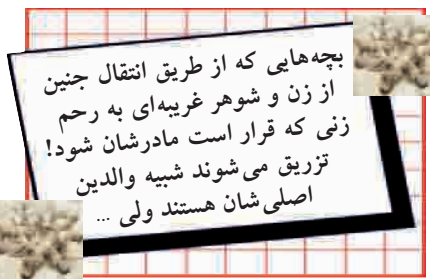 بچه‌هایی که از طریق انتقال جنین
از زن و شوهر غریبه‌ای به رحم
زنی که قرار است مادرشان شود!
تزریق می‌شوند شبیه والدین
اصلی‌شان هستند ولی ...